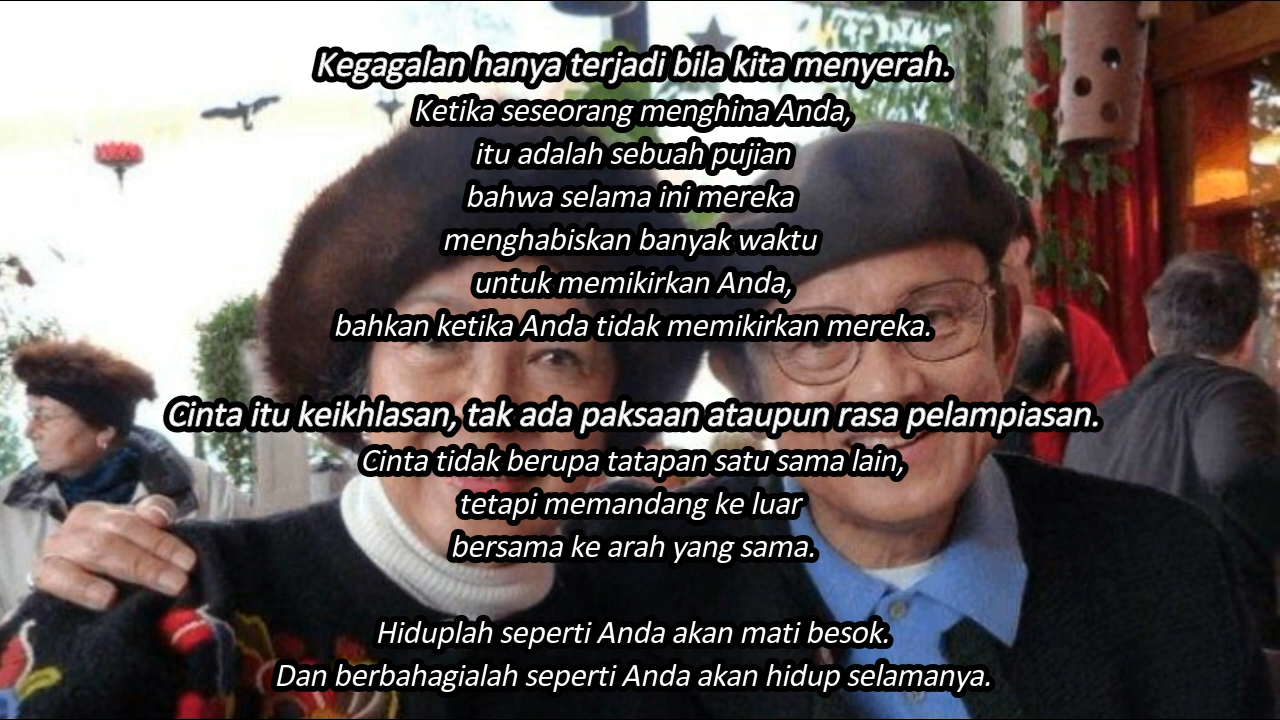 Kegagalan hanya terjadi bila kita menyerah.
Ketika seseorang menghina Anda,
itu adalah sebuah pujian
bahwa selama ini mereka
menghabiskan banyak waktu
untuk memikirkan Anda,
bahkan ketika Anda tidak memikirkan mereka.
Cinta itu keikhlasan, tak ada paksaan ataupun rasa pelampiasan.
Cinta tidak berupa tatapan satu sama lain,
tetapi memandang ke luar
bersama ke arah yang sama.
Hiduplah seperti Anda akan mati besok.
Dan berbahagialah seperti Anda akan hidup selamanya.